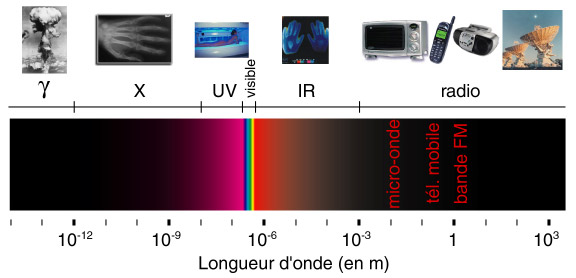 γ X UV visible IR radio
micro-onde
tél. mobile
bande FM
10-12 10-9 10-6 10-3 1 103
Longueur d'onde (en m)